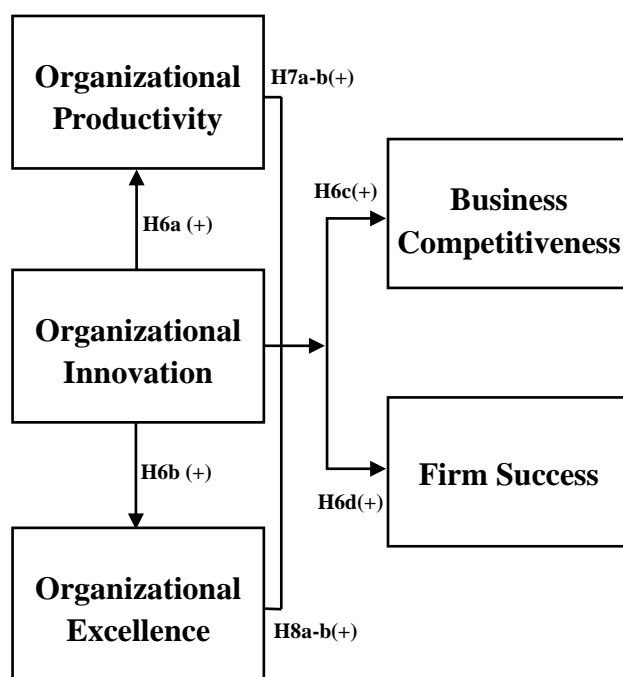 Organizational
Productivity
H7a-b(+)
H6a (+)
H6c(+)
Business
Competitiveness
Organizational
Innovation
H6b (+)
H6d(+)
Firm Success
Organizational
Excellence
H8a-b(+)